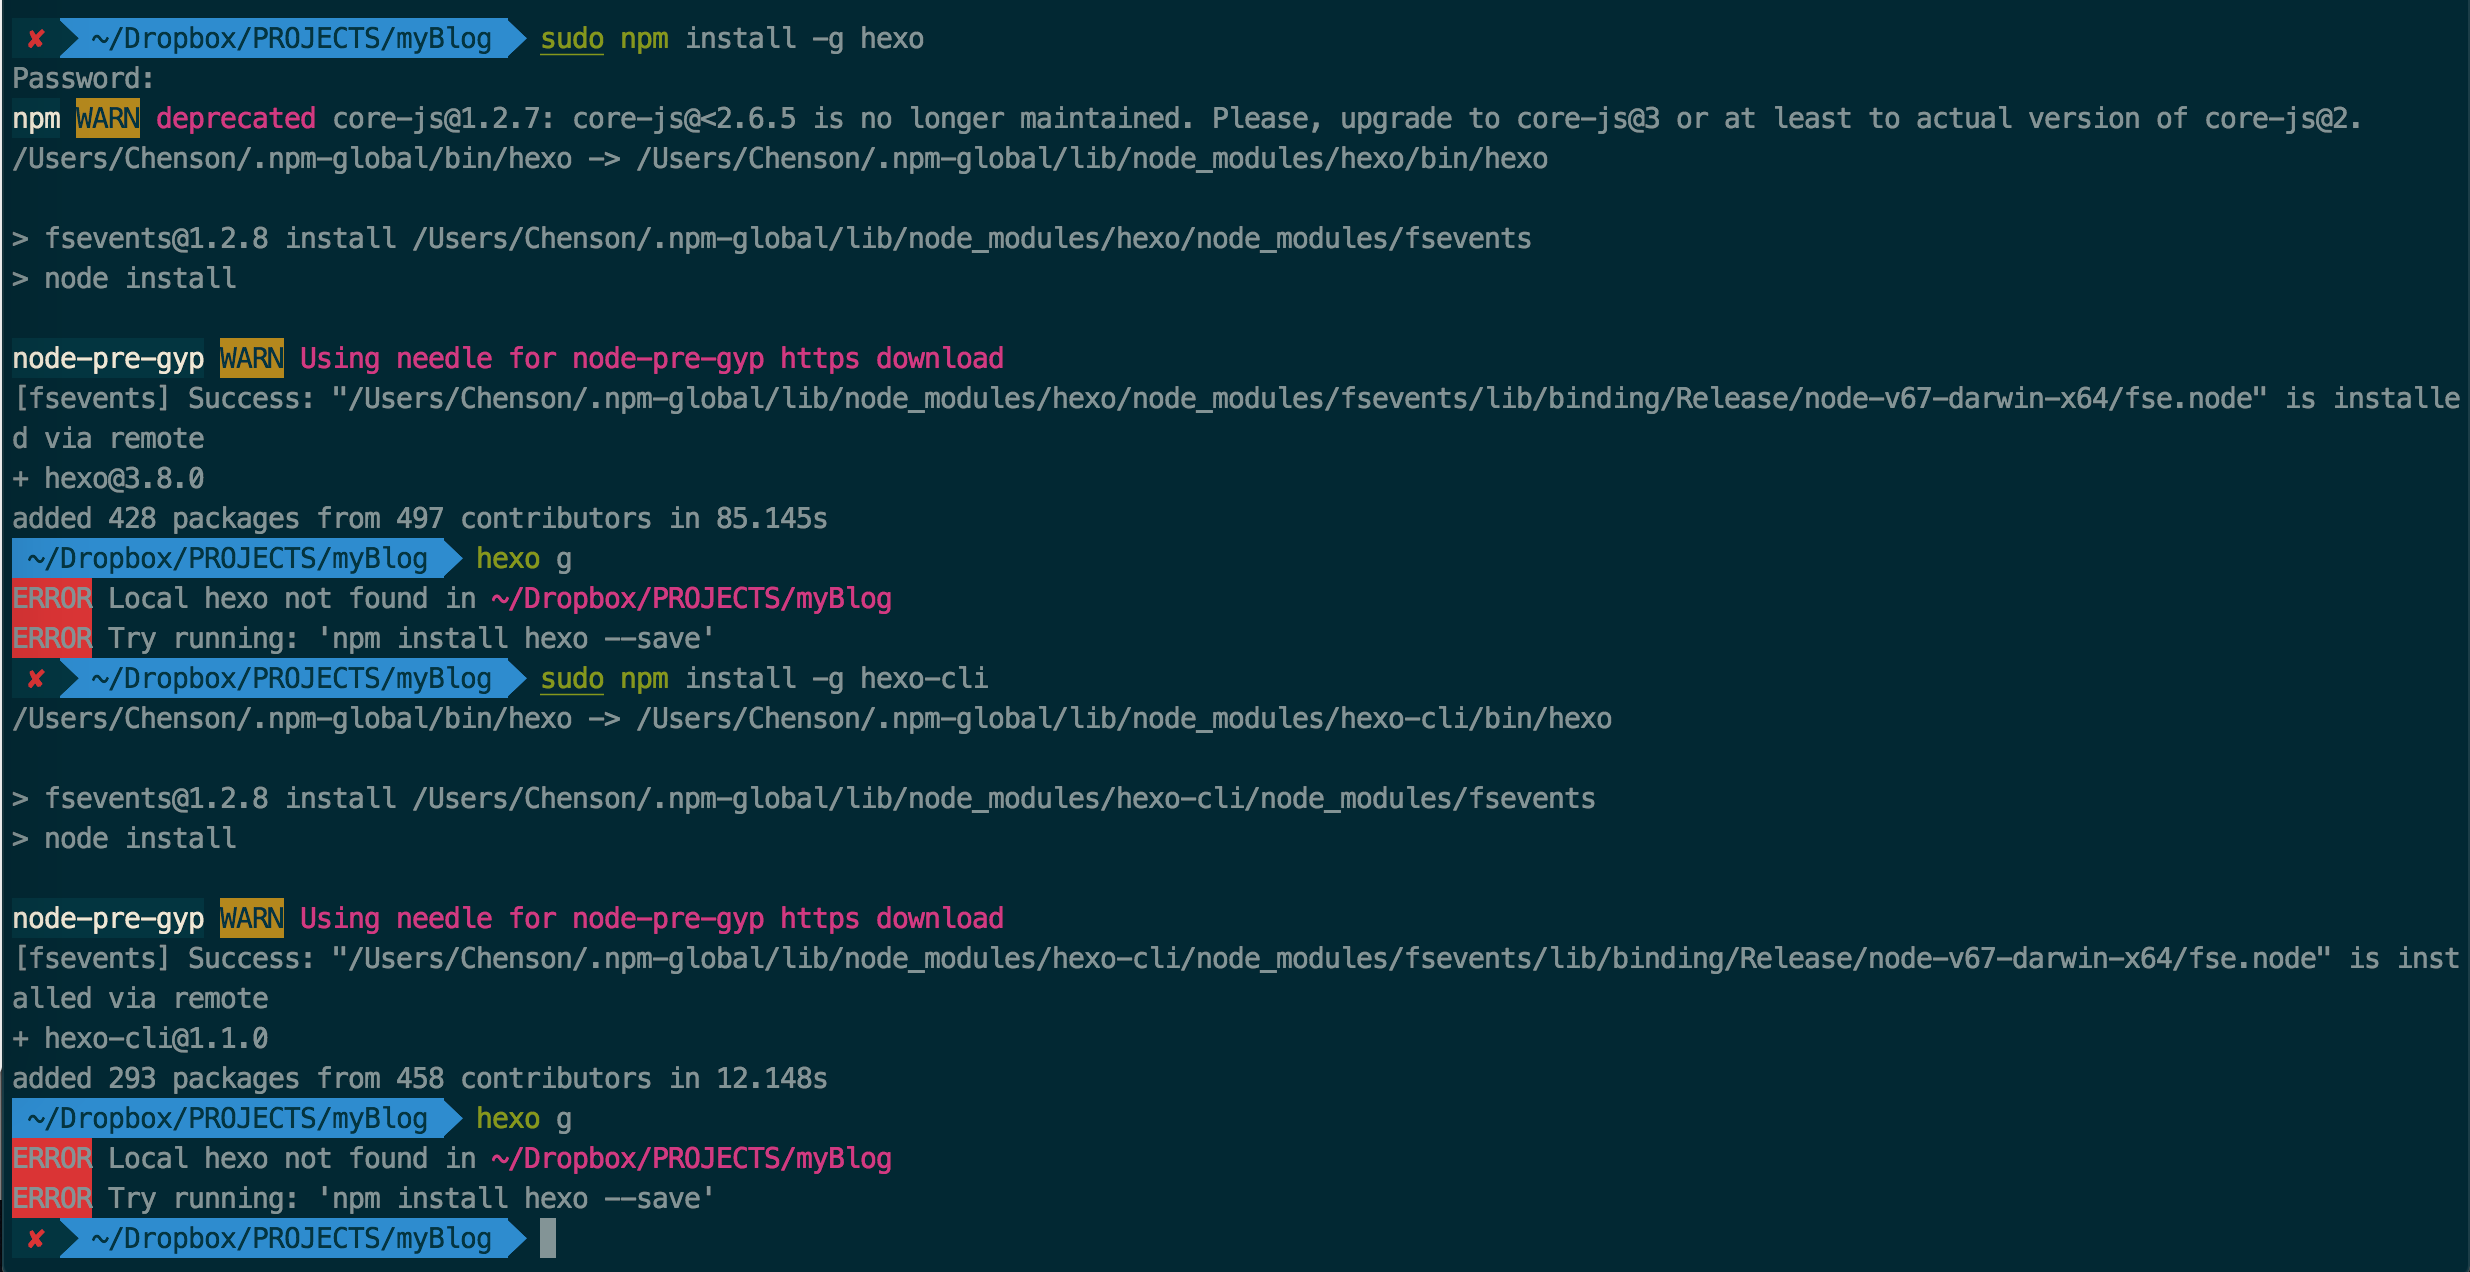 ✘ ~/Dropbox/PROJECTS/myBlog sudo npm install -g hexo
Password:
npm WARN deprecated core-js@1.2.7: core-js@<2.6.5 is no longer maintained. Please, upgrade to core-js@3 or at least to actual version of core-js@2.
/Users/Chenson/.npm-global/bin/hexo -> /Users/Chenson/.npm-global/lib/node_modules/hexo/bin/hexo
> fsevents@1.2.8 install /Users/Chenson/.npm-global/lib/node_modules/hexo/node_modules/fsevents
> node install
node-pre-gyp WARN Using needle for node-pre-gyp https download
[fsevents] Success: "/Users/Chenson/.npm-global/lib/node_modules/hexo/node_modules/fsevents/lib/binding/Release/node-v67-darwin-x64/fse.node" is installe
d via remote
+ hexo@3.8.0
added 428 packages from 497 contributors in 85.145s
~/Dropbox/PROJECTS/myBlog hexo g
ERROR Local hexo not found in ~/Dropbox/PROJECTS/myBlog
ERROR Try running: 'npm install hexo --save'
✘ ~/Dropbox/PROJECTS/myBlog sudo npm install -g hexo-cli
/Users/Chenson/.npm-global/bin/hexo -> /Users/Chenson/.npm-global/lib/node_modules/hexo-cli/bin/hexo
> fsevents@1.2.8 install /Users/Chenson/.npm-global/lib/node_modules/hexo-cli/node_modules/fsevents
> node install
node-pre-gyp WARN Using needle for node-pre-gyp https download
[fsevents] Success: "/Users/Chenson/.npm-global/lib/node_modules/hexo-cli/node_modules/fsevents/lib/binding/Release/node-v67-darwin-x64/fse.node" is inst
alled via remote
+ hexo-cli@1.1.0
added 293 packages from 458 contributors in 12.148s
~/Dropbox/PROJECTS/myBlog hexo g
ERROR Local hexo not found in ~/Dropbox/PROJECTS/myBlog
ERROR Try running: 'npm install hexo --save'
✘ ~/Dropbox/PROJECTS/myBlog